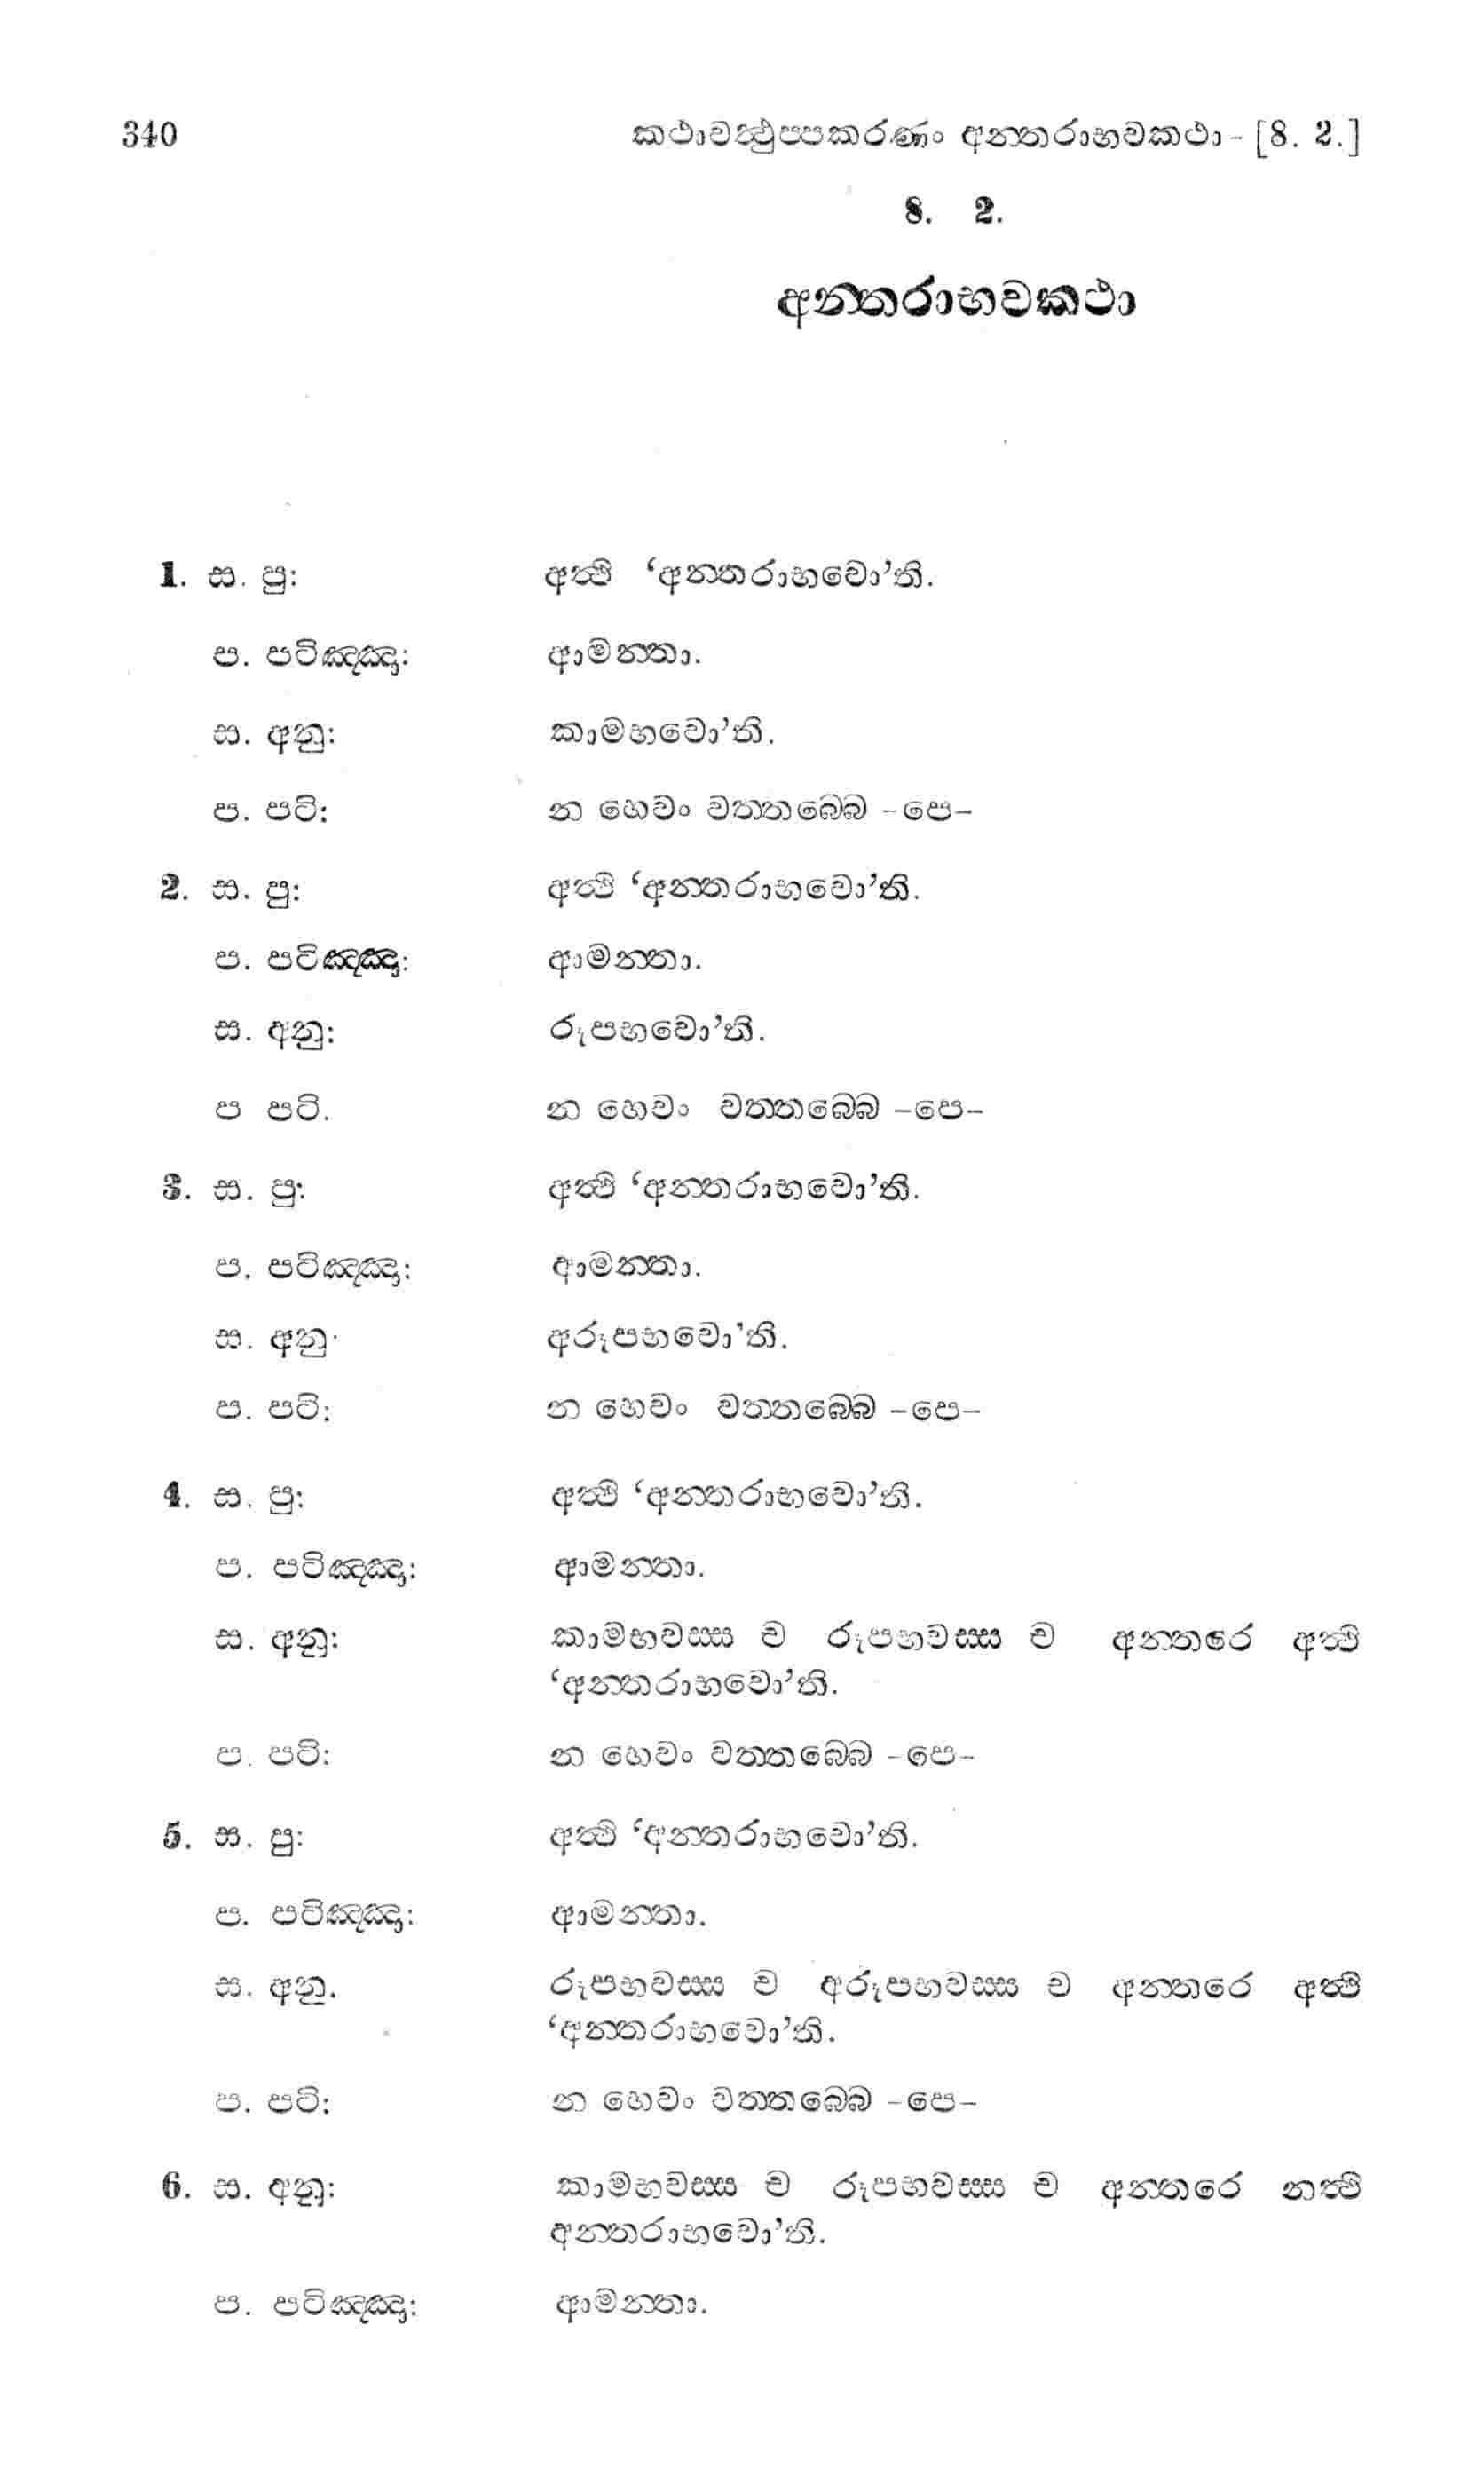 340 කථාවත්‍ථුප්පකරණං අන්තරාභවකථා - [8. 2.]
8. 2.
අන්තරාභවකථා
1. ස. පු: අත්‍ථි ‘අන්තරාභවො’ති.
ප. පටිඤ්ඤා: ආමන්තා.
ස. අනු: කාමභවො’ති.
ප. පටි: න හෙවං වත්තබ්බෙ -පෙ-
2. ස. පු: අත්‍ථි ‘අන්තරාභවො’ති.
ප. පටිඤ්ඤා: ආමන්තා.
ස. අනු: රූපභවො’ති.
ප පටි. න හෙවං වත්තබ්බෙ -පෙ-
3. ස. පු: අත්‍ථි ‘අන්තරාභවො’ති.
ප. පටිඤ්ඤා: ආමන්තා.
ස. අනු· අරූපභවො’ති.
ප. පටි: න හෙවං වත්තබ්බෙ -පෙ-
4. ස. පු: අත්‍ථි ‘අන්තරාභවො’ති.
ප. පටිඤ්ඤා: ආමන්තා.
ස. අනු: කාමභවස්ස ච රූපභවස්ස ච අන්තරෙ අත්‍ථි
‘අන්තරාභවො’ති.
ප. පටි: න හෙවං වත්තබ්බෙ -පෙ-
5. ස. පු: අත්‍ථි ‘අන්තරාභවො’ති.
ප. පටිඤ්ඤා: ආමන්තා.
ස. අනු. රූපභවස්ස ච අරූපභවස්ස ච අන්තරෙ අත්‍ථි
‘අන්තරාභවො’ති.
ප. පටි: න හෙවං වත්තබ්බෙ -පෙ-
6. ස. අනු: කාමභවස්ස ච රූපභවස්ස ච අන්තරෙ නත්‍ථි
අන්තරාභවො’ති.
ප. පටිඤ්ඤා: ආමන්තා.